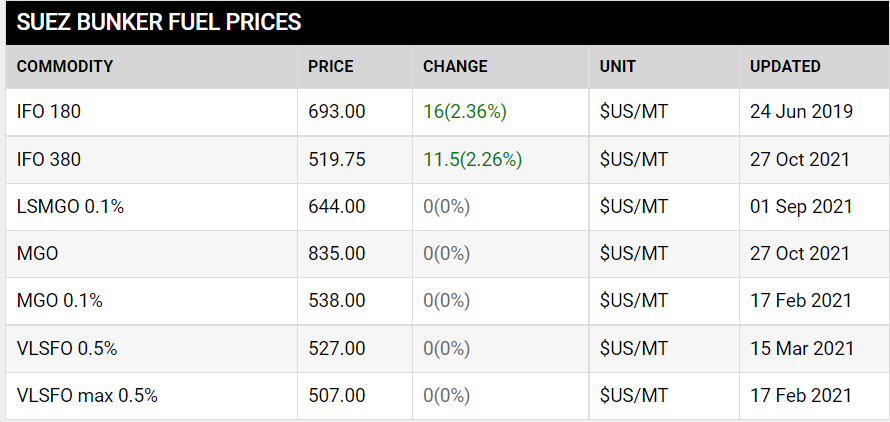 SUEZ BUNKER FUEL PRICES
COMMODITY PRICE CHANGE UNIT UPDATED
IFO 180 693.00 16(2.36%) $US/MT 24 Jun 2019
IFO 380 519.75 11.5(2.26%) $US/MT 27 Oct 2021
LSMGO 0.1% 644.00 0(0%) $US/MT 01 Sep 2021
MGO 835.00 0(0%) $US/MT 27 Oct 2021
MGO 0.1% 538.00 0(0%) $US/MT 17 Feb 2021
VLSFO 0.5% 527.00 0(0%) $US/MT 15 Mar 2021
VLSFO max 0.5% 507.00 0(0%) $US/MT 17 Feb 2021